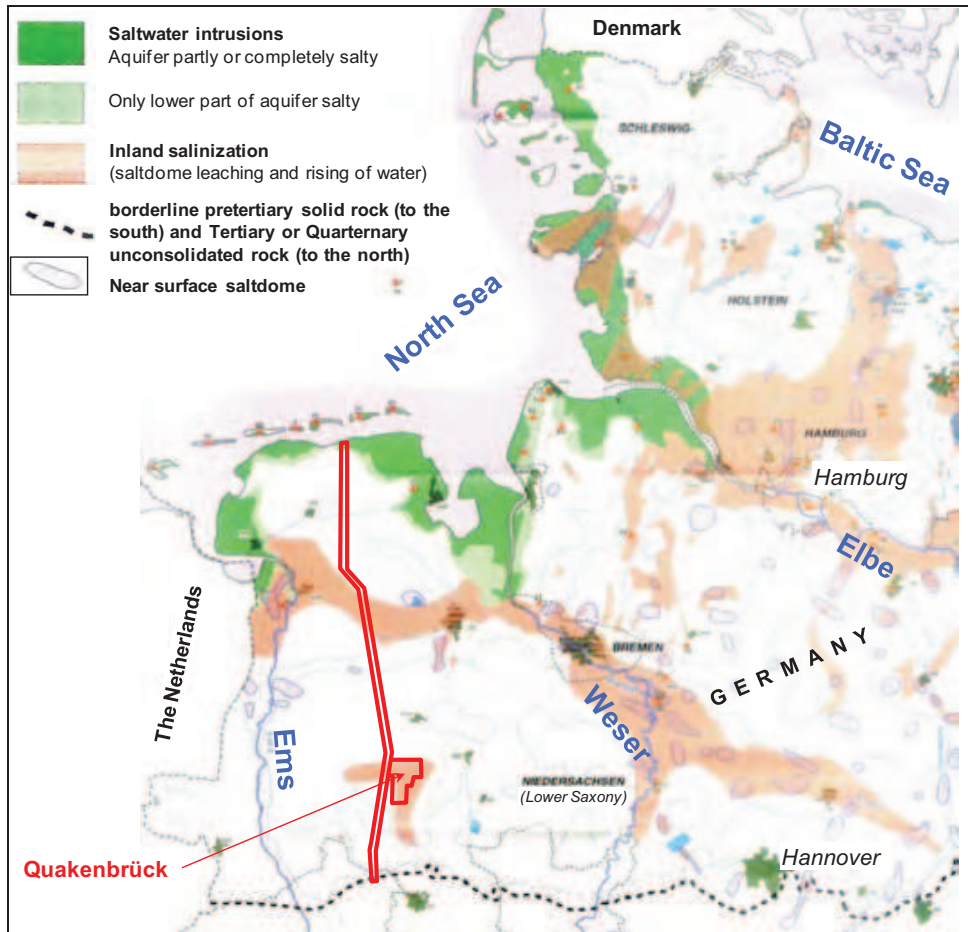 Saltwater intrusions
Aquifer partly or completely salty
Only lower part of aquifer salty
Inland salinization
(saltdome leaching and rising of water)
borderline pretertiary solid rock (to the
south) and Tertiary or Quarternary
unconsolidated rock (to the north)
Near surface saltdome
Denmark
SCHLESWIG
Baltic Sea
North Sea
HOLSTEIN
HAMBURG
Hamburg
Elbe
The Netherlands
BREMEN
GERMANY
Ems
Weser
NIEDERSACHSEN
(Lower Saxony)
Quakenbrück
Hannover